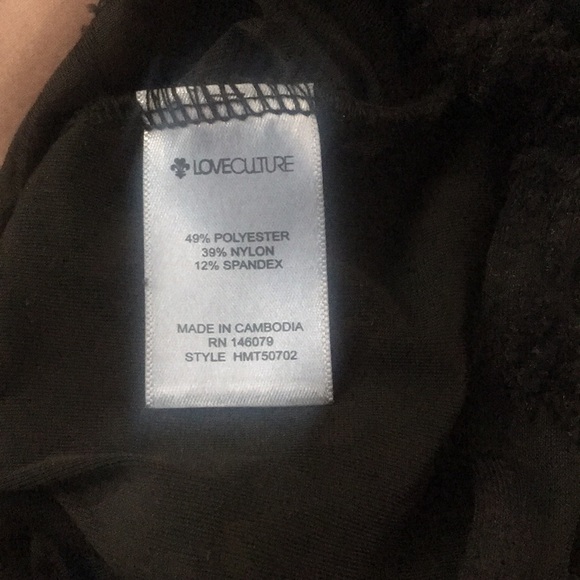 LOVECULTURE
49% POLYESTER
39% NYLON
12% SPANDEX
MADE IN CAMBODIA
RN 146079
STYLE HMT50702